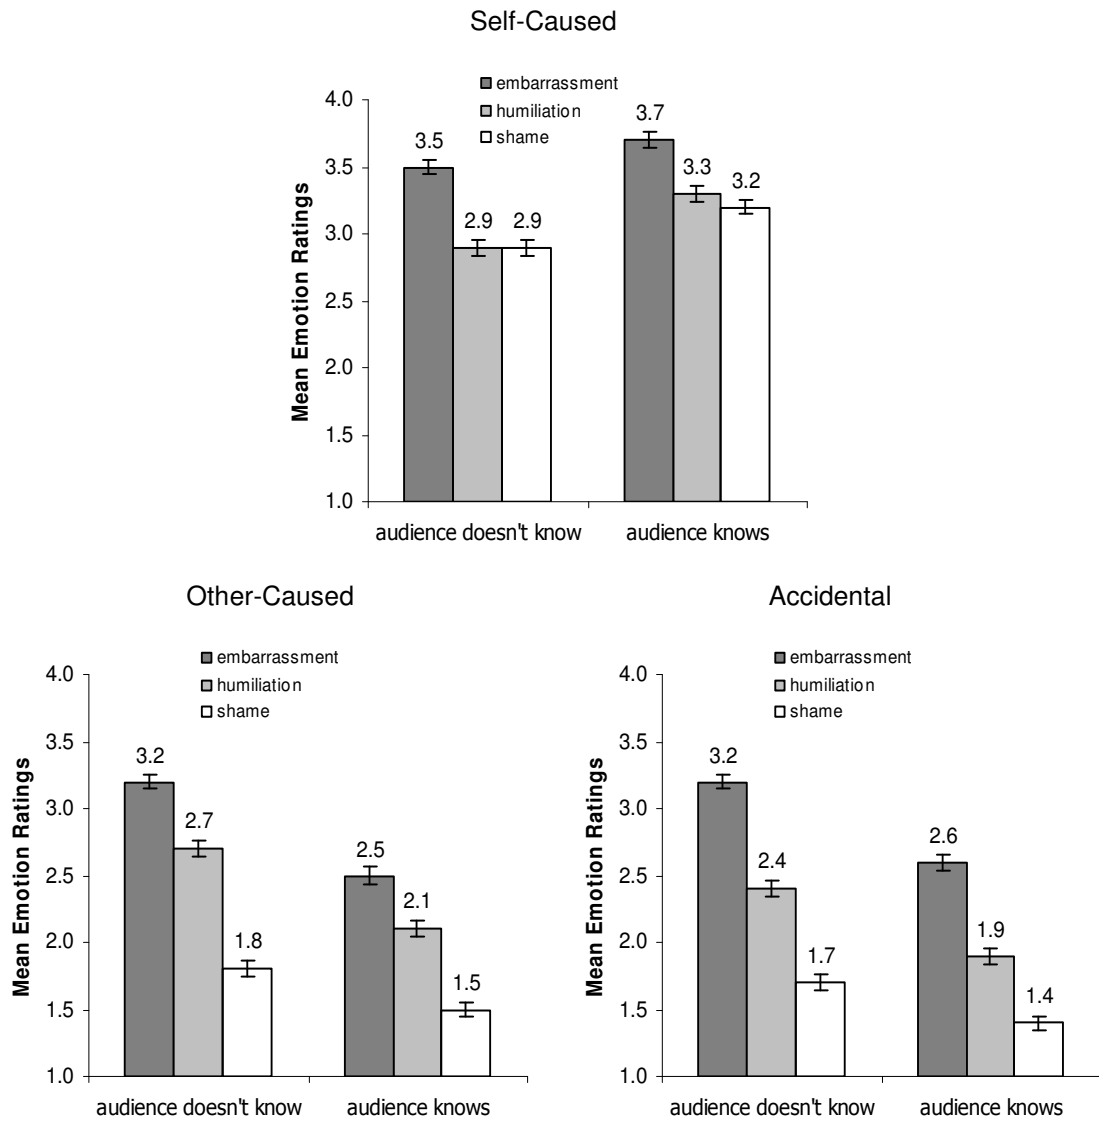 Self-Caused
embarrassment
humiliation
shame
Mean Emotion Ratings
4.0
3.5
3.0
2.5
2.0
1.5
1.0
3.5
2.9
2.9
3.7
3.3
3.2
audience doesn't know
audience knows
Other-Caused
embarrassment
humiliation
shame
Mean Emotion Ratings
4.0
3.5
3.0
2.5
2.0
1.5
1.0
3.2
2.7
1.8
2.5
2.1
1.5
audience doesn't know
audience knows
Accidental
embarrassment
humiliation
shame
Mean Emotion Ratings
4.0
3.5
3.0
2.5
2.0
1.5
1.0
3.2
2.4
1.7
2.6
1.9
1.4
audience doesn't know
audience knows